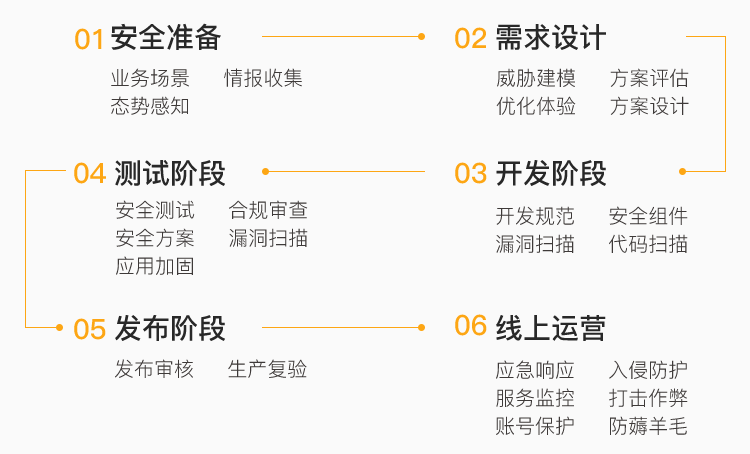 01 安全准备
业务场景 情报收集
态势感知
02 需求设计
威胁建模 方案评估
优化体验 方案设计
03 开发阶段
开发规范 安全组件
漏洞扫描 代码扫描
04 测试阶段
安全测试 合规审查
安全方案 漏洞扫描
应用加固
05 发布阶段
发布审核 生产复验
06 线上运营
应急响应 入侵防护
服务监控 打击作弊
账号保护 防薅羊毛